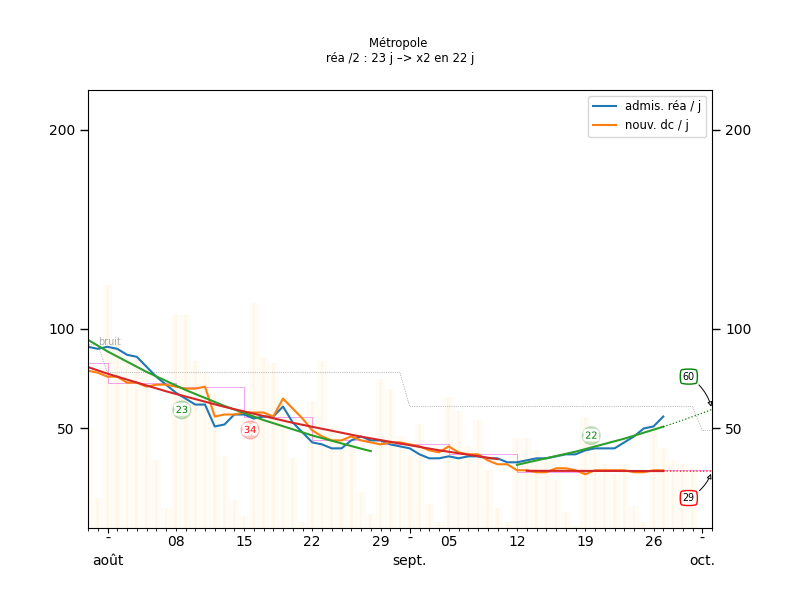 Métropole
réa /2 : 23 j –> x2 en 22 j
admis. réa / j
nouv. dc / j
200
200
100
100
bruit
60
23
34
22
50
50
29
- 08 15 22 29 - 05 12 19 26 -
août sept. oct.